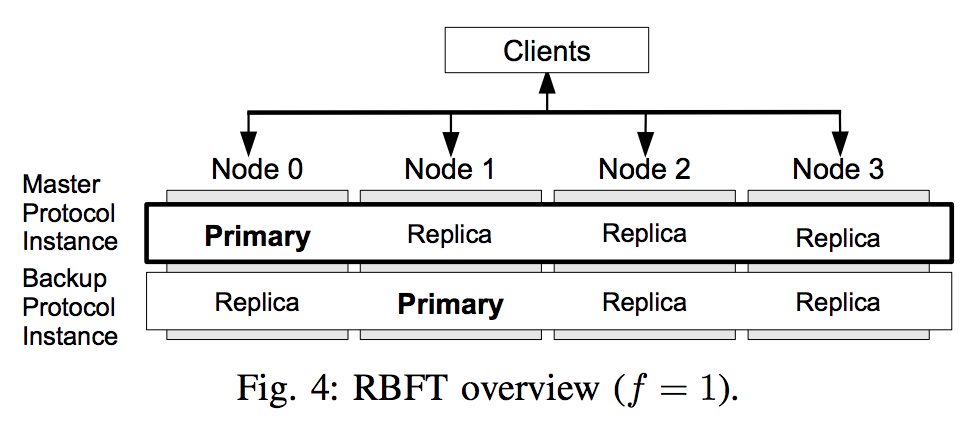 Clients
Node 0 Node 1 Node 2 Node 3
Master
Protocol
Instance
Primary Replica Replica Replica
Backup
Protocol
Instance
Replica Primary Replica Replica
Fig. 4: RBFT overview (f = 1).